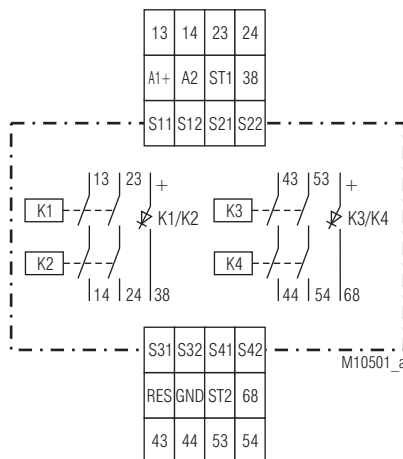 13 14 23 24
A1+ A2 ST1 38
S11 S12 S21 S22
13 23 + 43 53 +
K1 K1/K2 K3 K3/K4
K2 K4
14 24 38 44 54 68
S31 S32 S41 S42
M10501_a
RES GND ST2 68
43 44 53 54